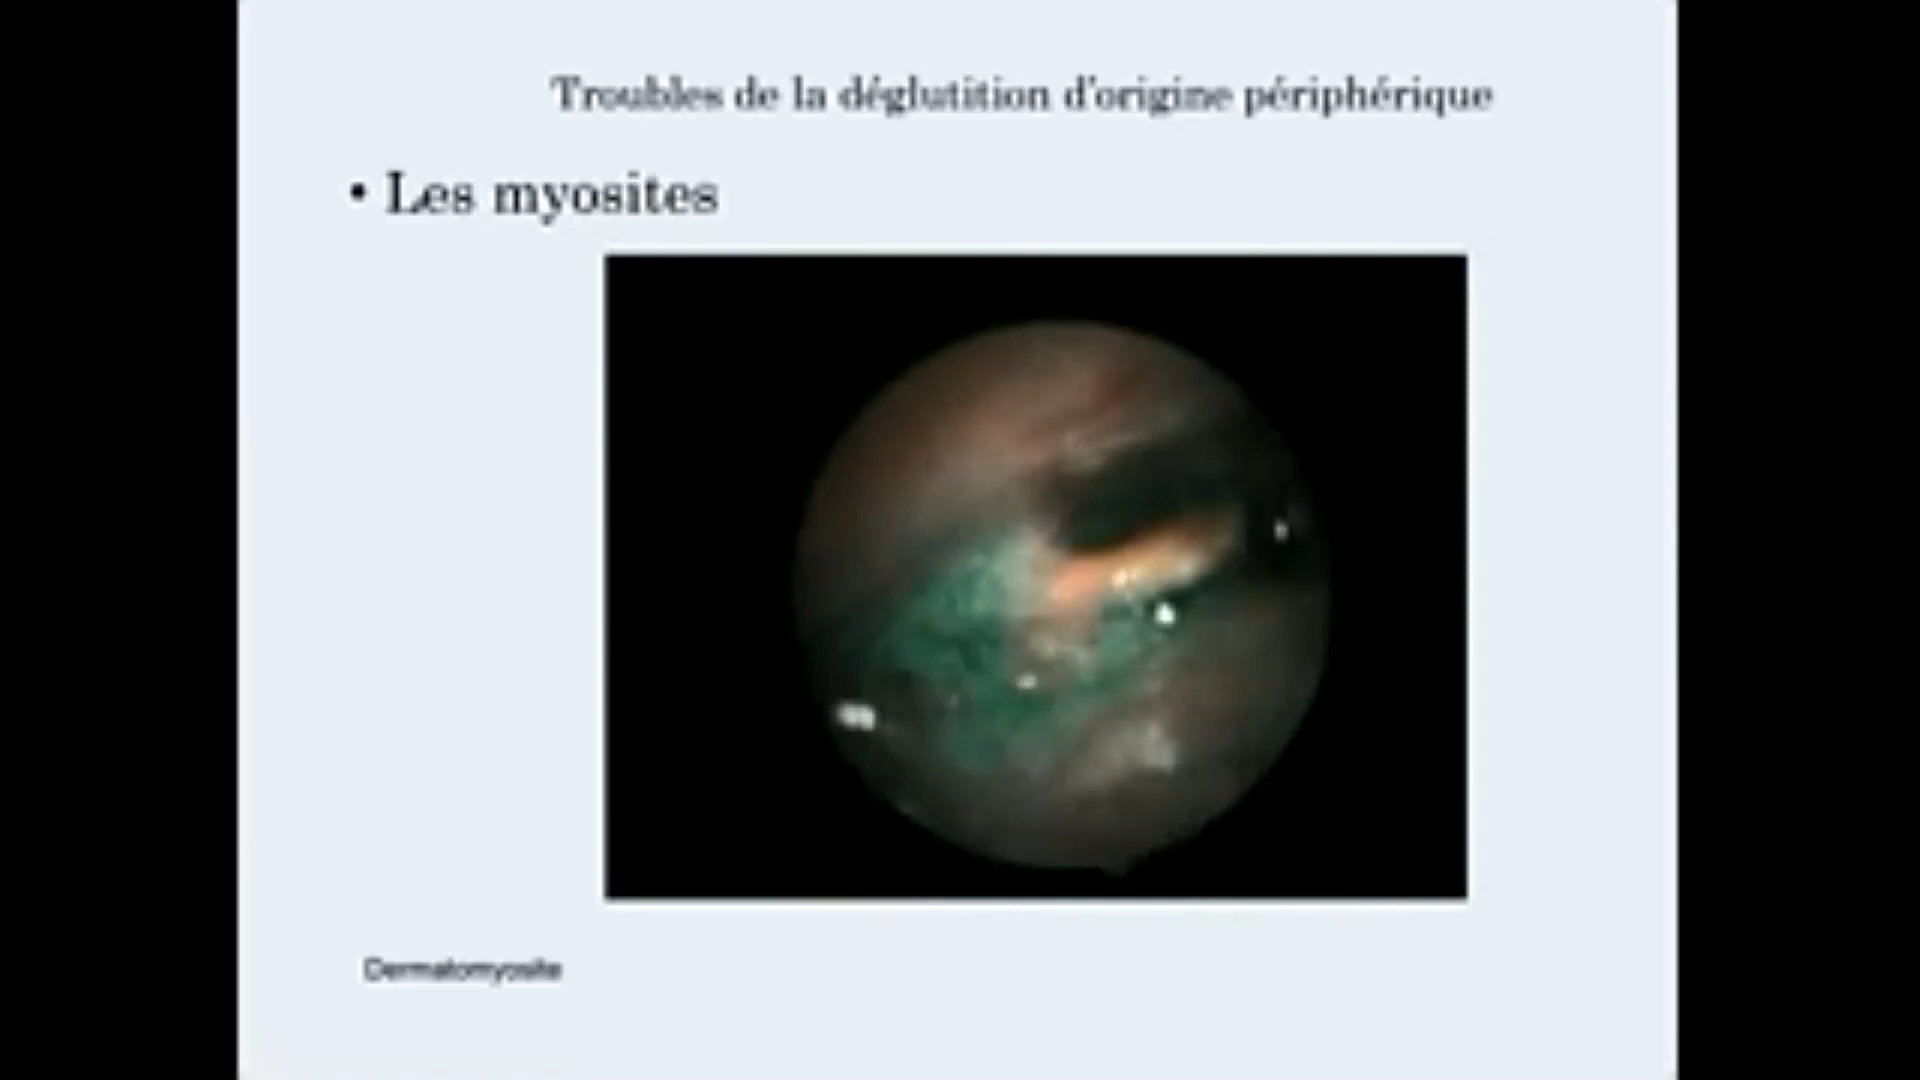 Troubles de la déglutition d'origine périphérique
• Les myosites
Dermatomyosite